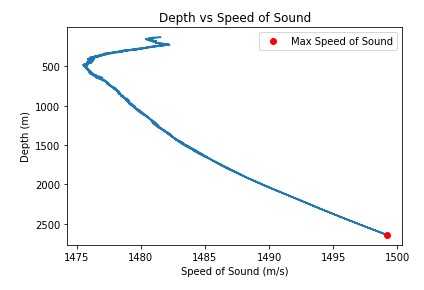 Depth vs Speed of Sound
Max Speed of Sound
Depth (m)
500
1000
1500
2000
2500
1475 1480 1485 1490 1495 1500
Speed of Sound (m/s)